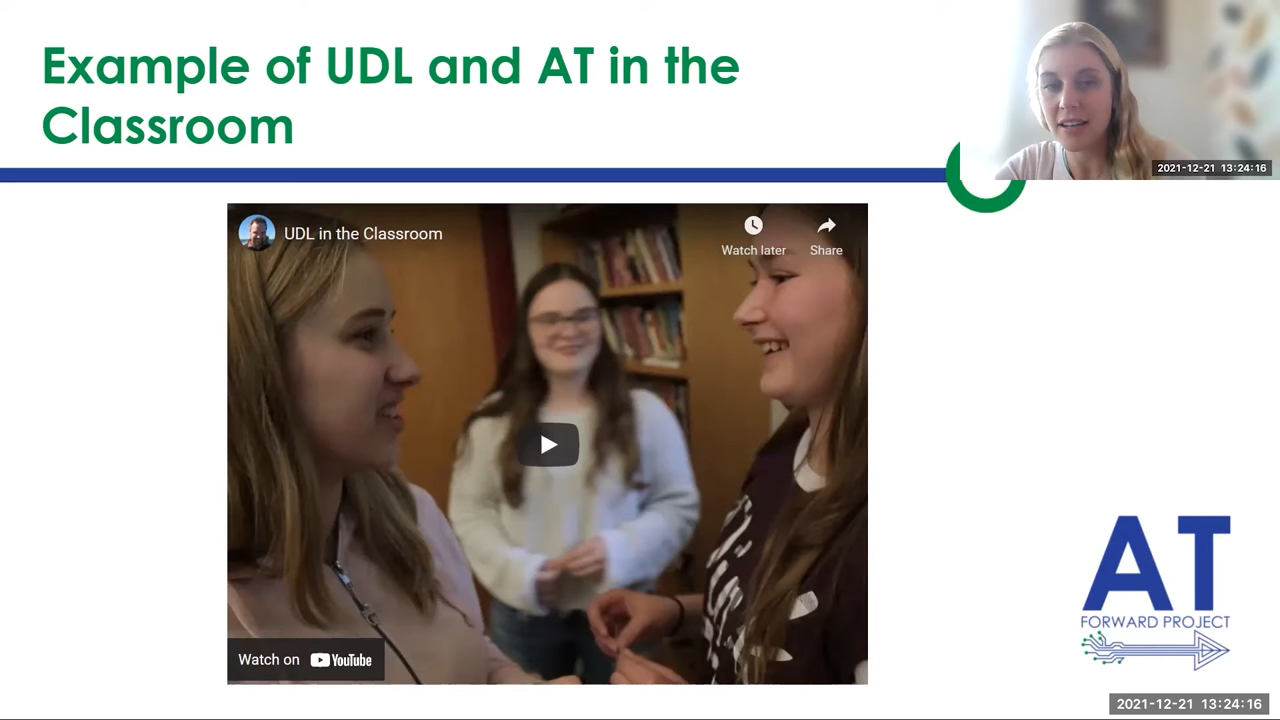 Example of UDL and AT in the
Classroom
2021-12-21 13:24:16
UDL in the Classroom
Watch later
Share
Watch on YouTube
AT
FORWARD PROJECT
2021-12-21 13:24:16